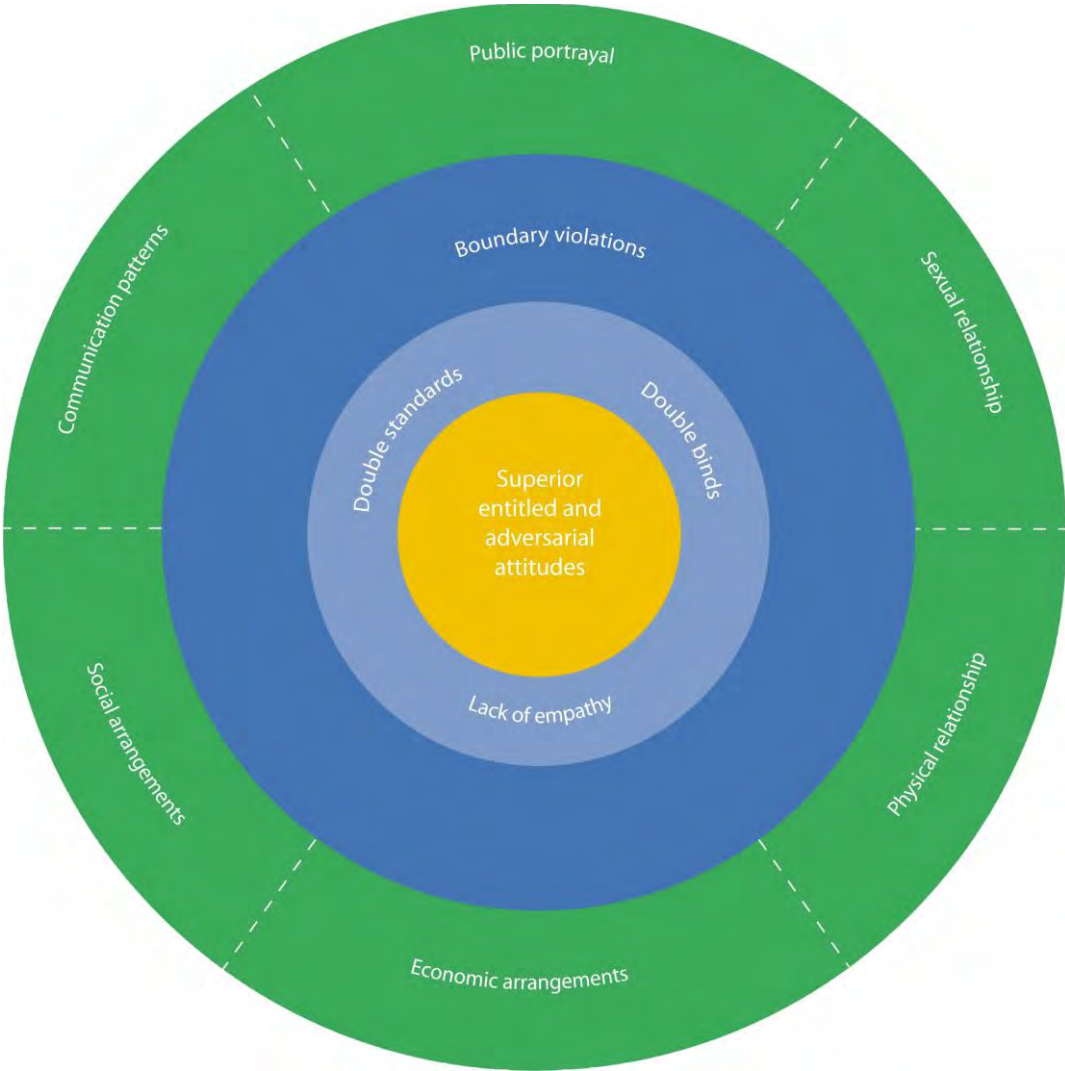 Public portrayal
Sexual relationship
Physical relationship
Economic arrangements
Social arrangements
Communication patterns
Boundary violations
Double standards
Double binds
Lack of empathy
Superior
entitled and
adversarial
attitudes